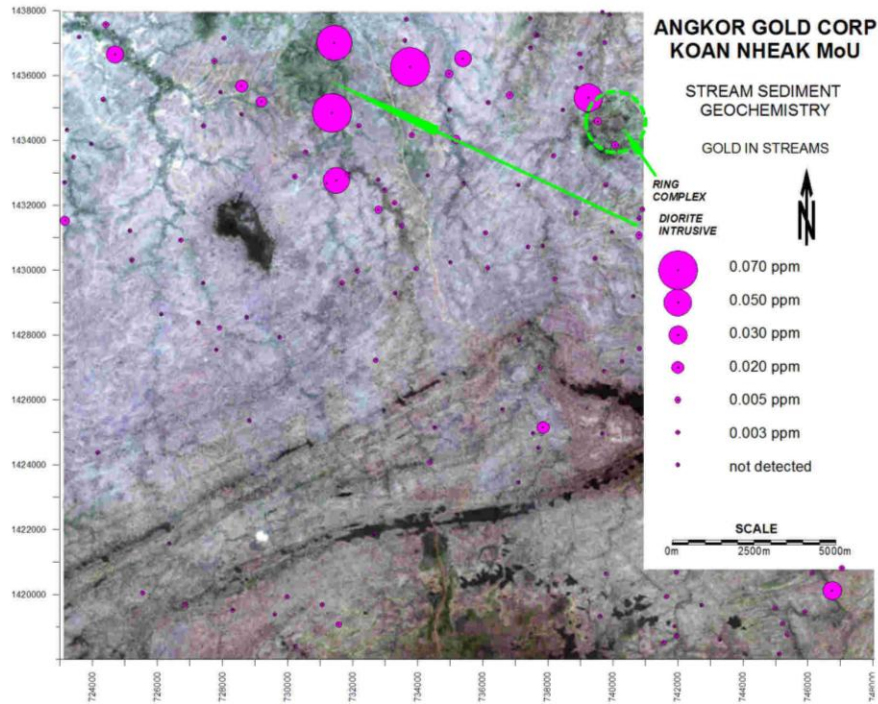 ANGKOR GOLD CORP
KOAN NHEAK MoU
STREAM SEDIMENT
GEOCHEMISTRY
GOLD IN STREAMS
RING
COMPLEX
N
DIORITE
INTRUSIVE
0.070 ppm
0.050 ppm
0.030 ppm
0.020 ppm
0.005 ppm
0.003 ppm
not detected
SCALE
0m 2500m 5000m
1438000
1436000
1434000
1432000
1430000
1428000
1426000
1424000
1422000
1420000
724000 726000 728000 730000 732000 734000 736000 738000 740000 742000 744000 746000 748000